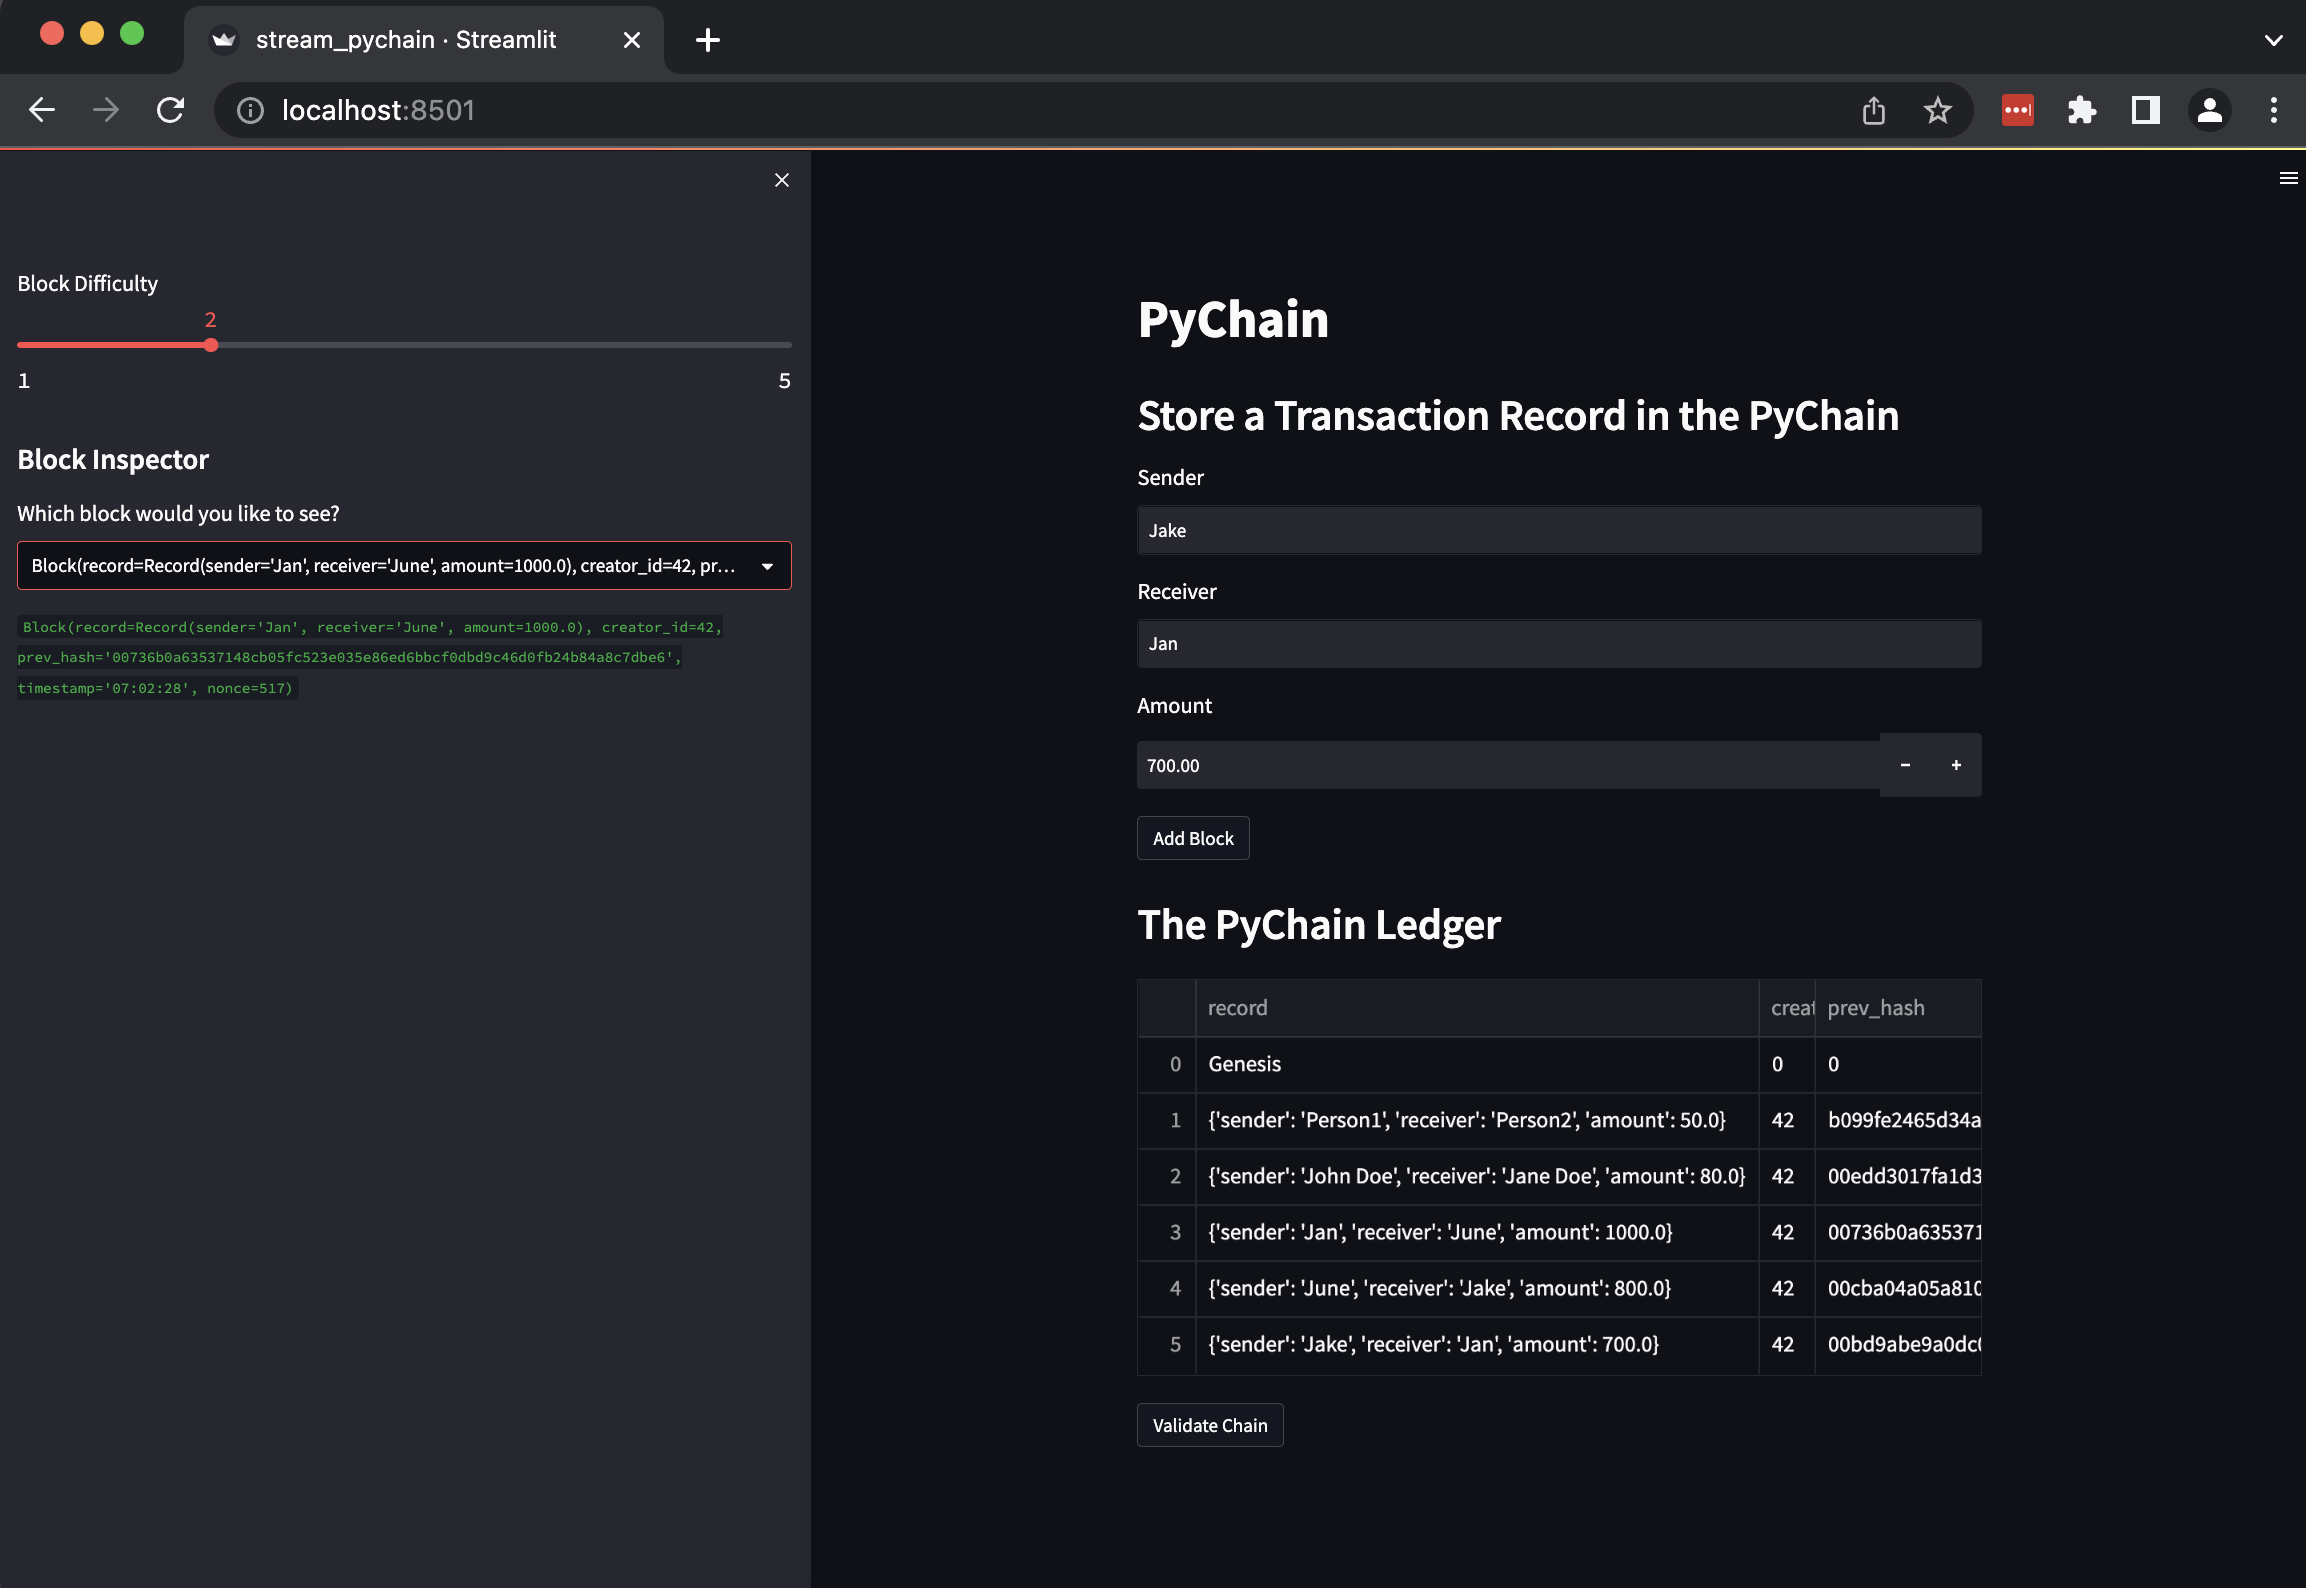 stream_pychain · Streamlit
localhost:8501
Block Difficulty
2
1 5
Block Inspector
Which block would you like to see?
Block(record=Record(sender='Jan', receiver='June', amount=1000.0), creator_id=42, pr...
Block(record=Record(sender='Jan', receiver='June', amount=1000.0), creator_id=42,
prev_hash='00736b0a63537148cb05fc523e035e86ed6bbcf0dbd9c46d0fb24b84a8c7dbe6',
timestamp='07:02:28', nonce=517)
PyChain
Store a Transaction Record in the PyChain
Sender
Jake
Receiver
Jan
Amount
700.00 - +
Add Block
The PyChain Ledger
record creat prev_hash
0 Genesis 0 0
1 {'sender': 'Person1', 'receiver': 'Person2', 'amount': 50.0} 42 b099fe2465d34a
2 {'sender': 'John Doe', 'receiver': 'Jane Doe', 'amount': 80.0} 42 00edd3017fa1d3
3 {'sender': 'Jan', 'receiver': 'June', 'amount': 1000.0} 42 00736b0a635371
4 {'sender': 'June', 'receiver': 'Jake', 'amount': 800.0} 42 00cba04a05a810
5 {'sender': 'Jake', 'receiver': 'Jan', 'amount': 700.0} 42 00bd9abe9a0dc
Validate Chain